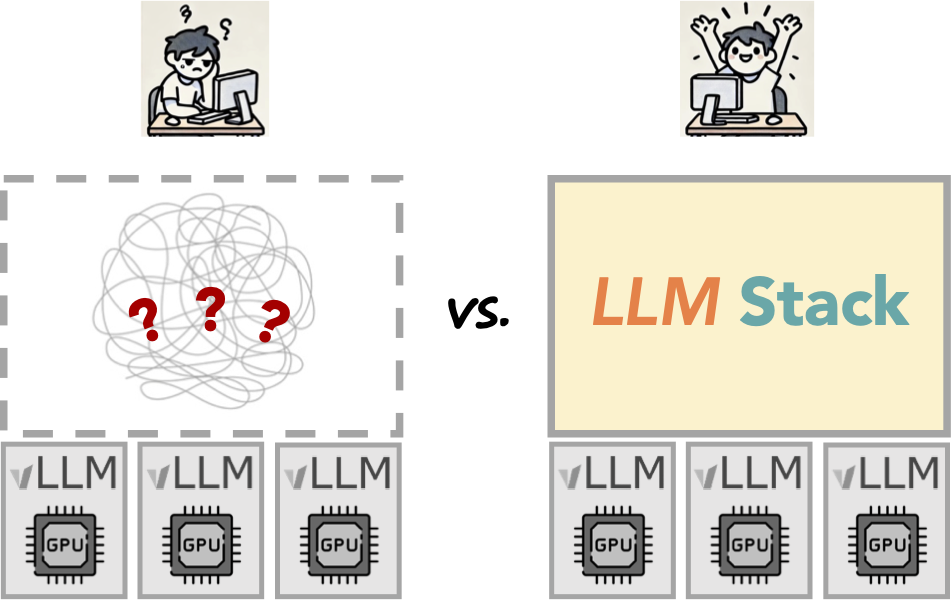 ? ?
? ? ?
vs.
LLM Stack
vLLM vLLM vLLM vLLM vLLM vLLM
GPU GPU GPU GPU GPU GPU